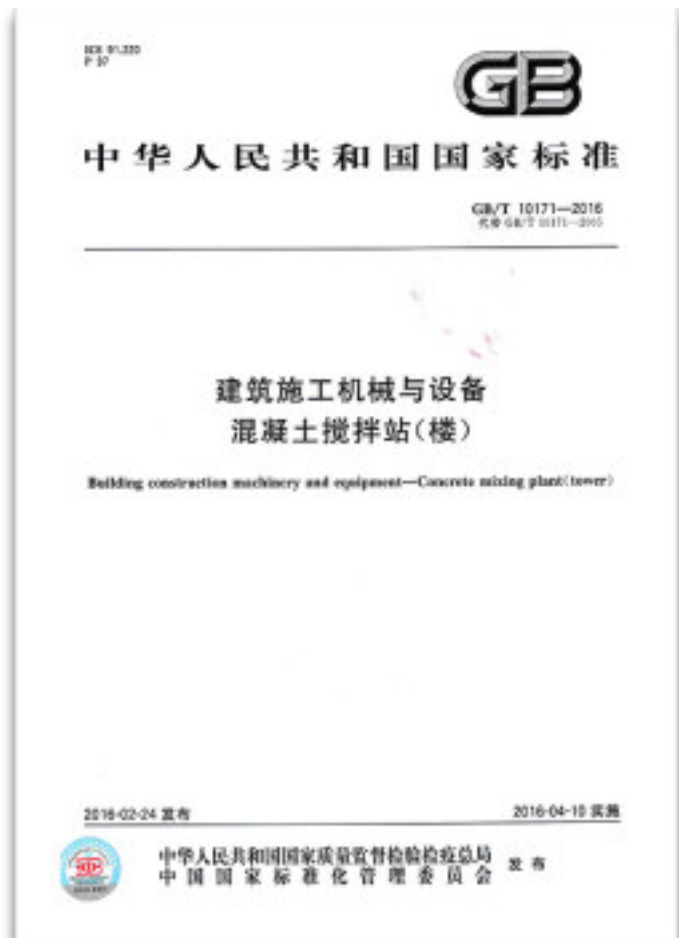 ICS 91.220
P 97
GB
中华人民共和国国家标准
GB/T 10171—2016
代替 GB/T 10171—2005
建筑施工机械与设备
混凝土搅拌站(楼)
Building construction machinery and equipment—Concrete mixing plant(tower)
2016-02-24 发布
2016-04-10 实施
中华人民共和国国家质量监督检验检疫总局
中国国家标准化管理委员会
发布